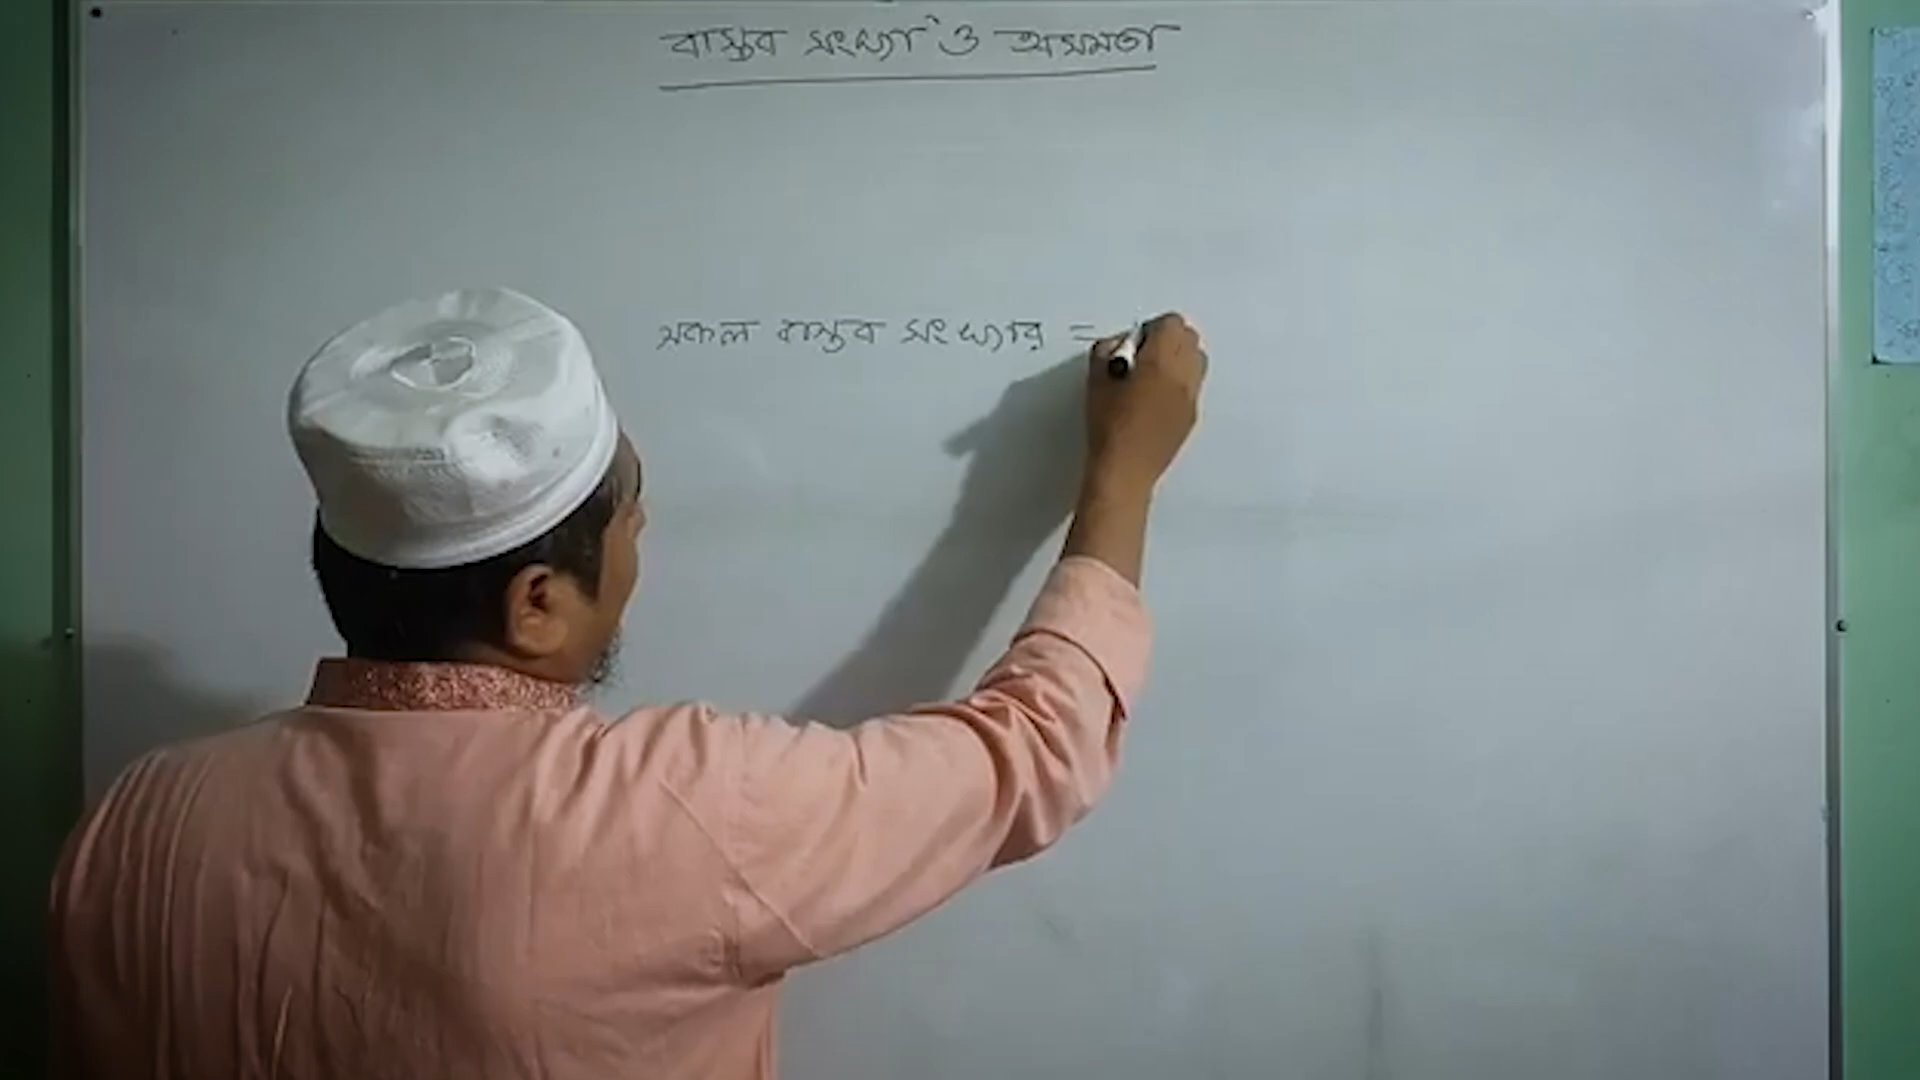 বাস্তব সংখ্যা ও অসমতা
সকল বাস্তব সংখ্যার =